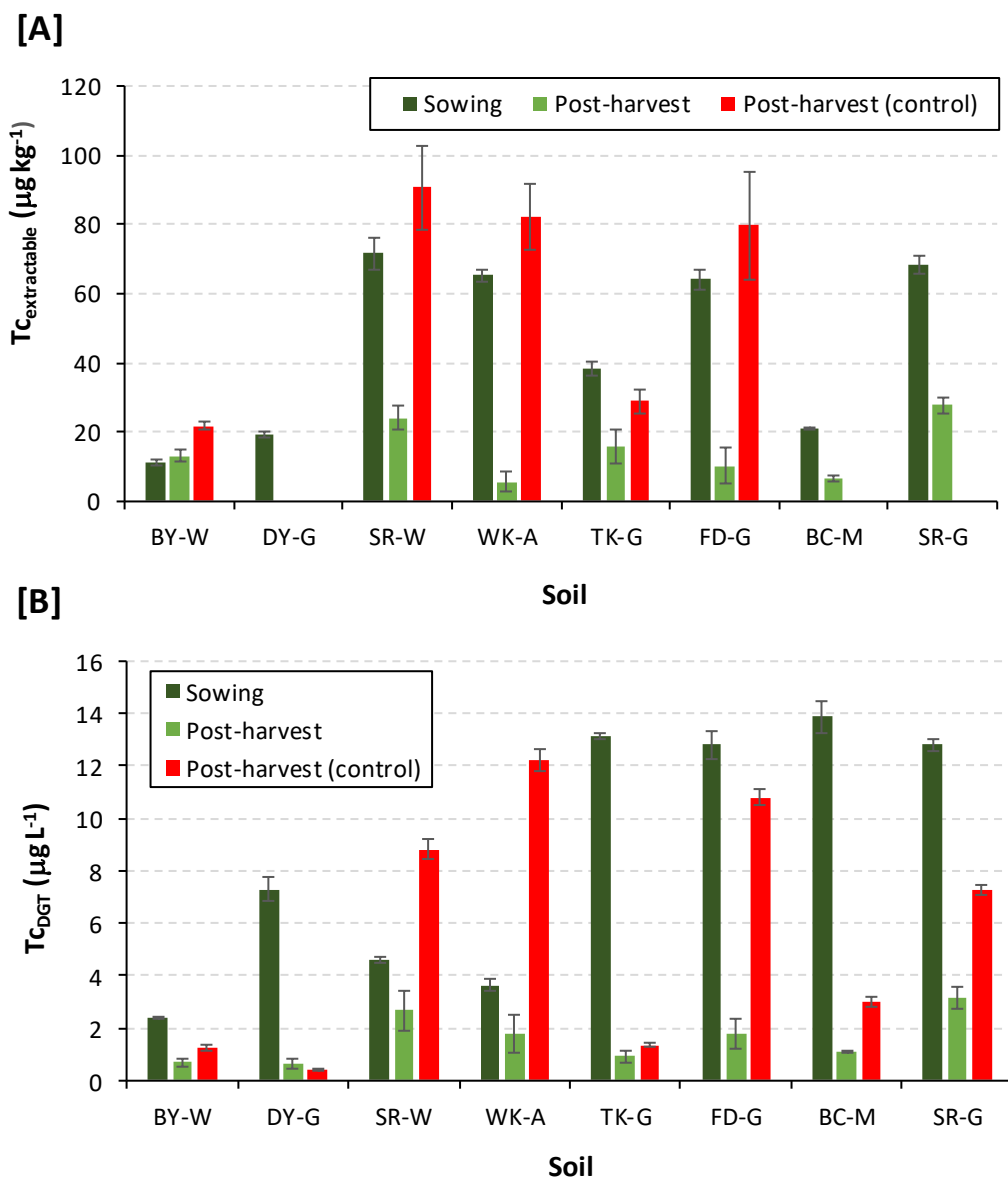 [A]
Tc_extractable (µg kg⁻¹)
120
100
80
60
40
20
0
Sowing Post-harvest Post-harvest (control)
BY-W DY-G SR-W WK-A TK-G FD-G BC-M SR-G
Soil
[B]
Tc_DGT (µg L⁻¹)
16
14
12
10
8
6
4
2
0
Sowing
Post-harvest
Post-harvest (control)
BY-W DY-G SR-W WK-A TK-G FD-G BC-M SR-G
Soil